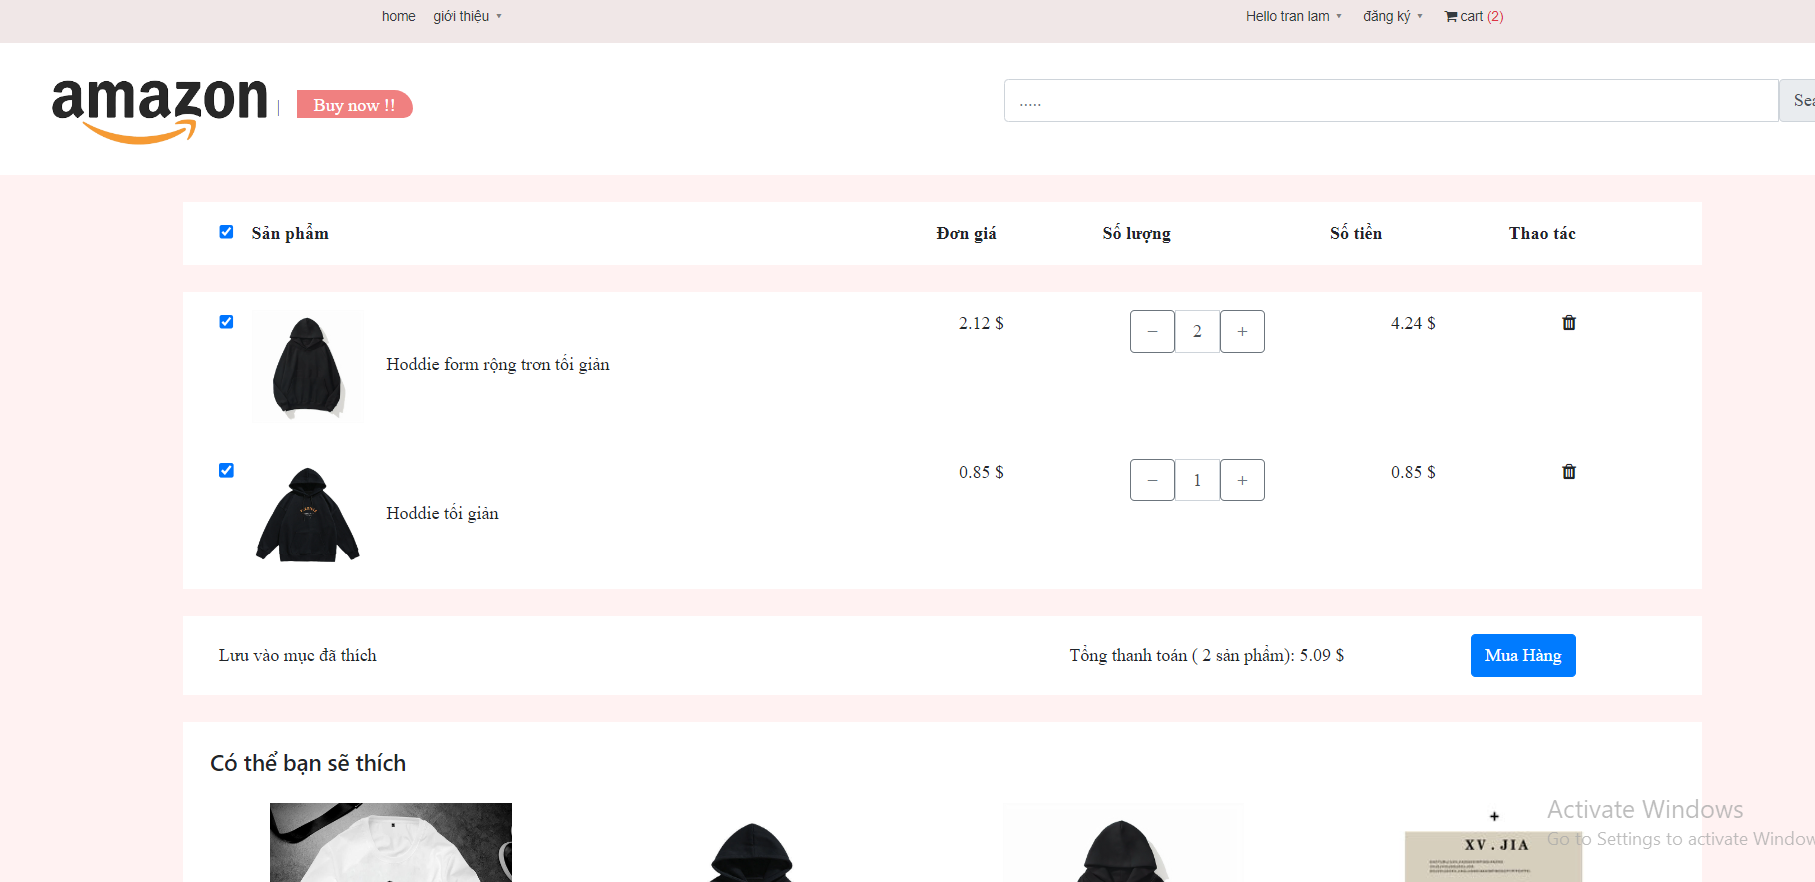 home giới thiệu ▼ Hello tran lam ▼ đăng ký ▼ cart (2)
amazon | Buy now !! ..... Sea
Sản phẩm Đơn giá Số lượng Số tiền Thao tác
2.12 $ − 2 + 4.24 $
Hoddie form rộng trơn tối giản
0.85 $ − 1 + 0.85 $
Hoddie tối giản
Lưu vào mục đã thích Tổng thanh toán ( 2 sản phẩm): 5.09 $ Mua Hàng
Có thể bạn sẽ thích
Activate Windows
Go to Settings to activate Window
XV.JIA